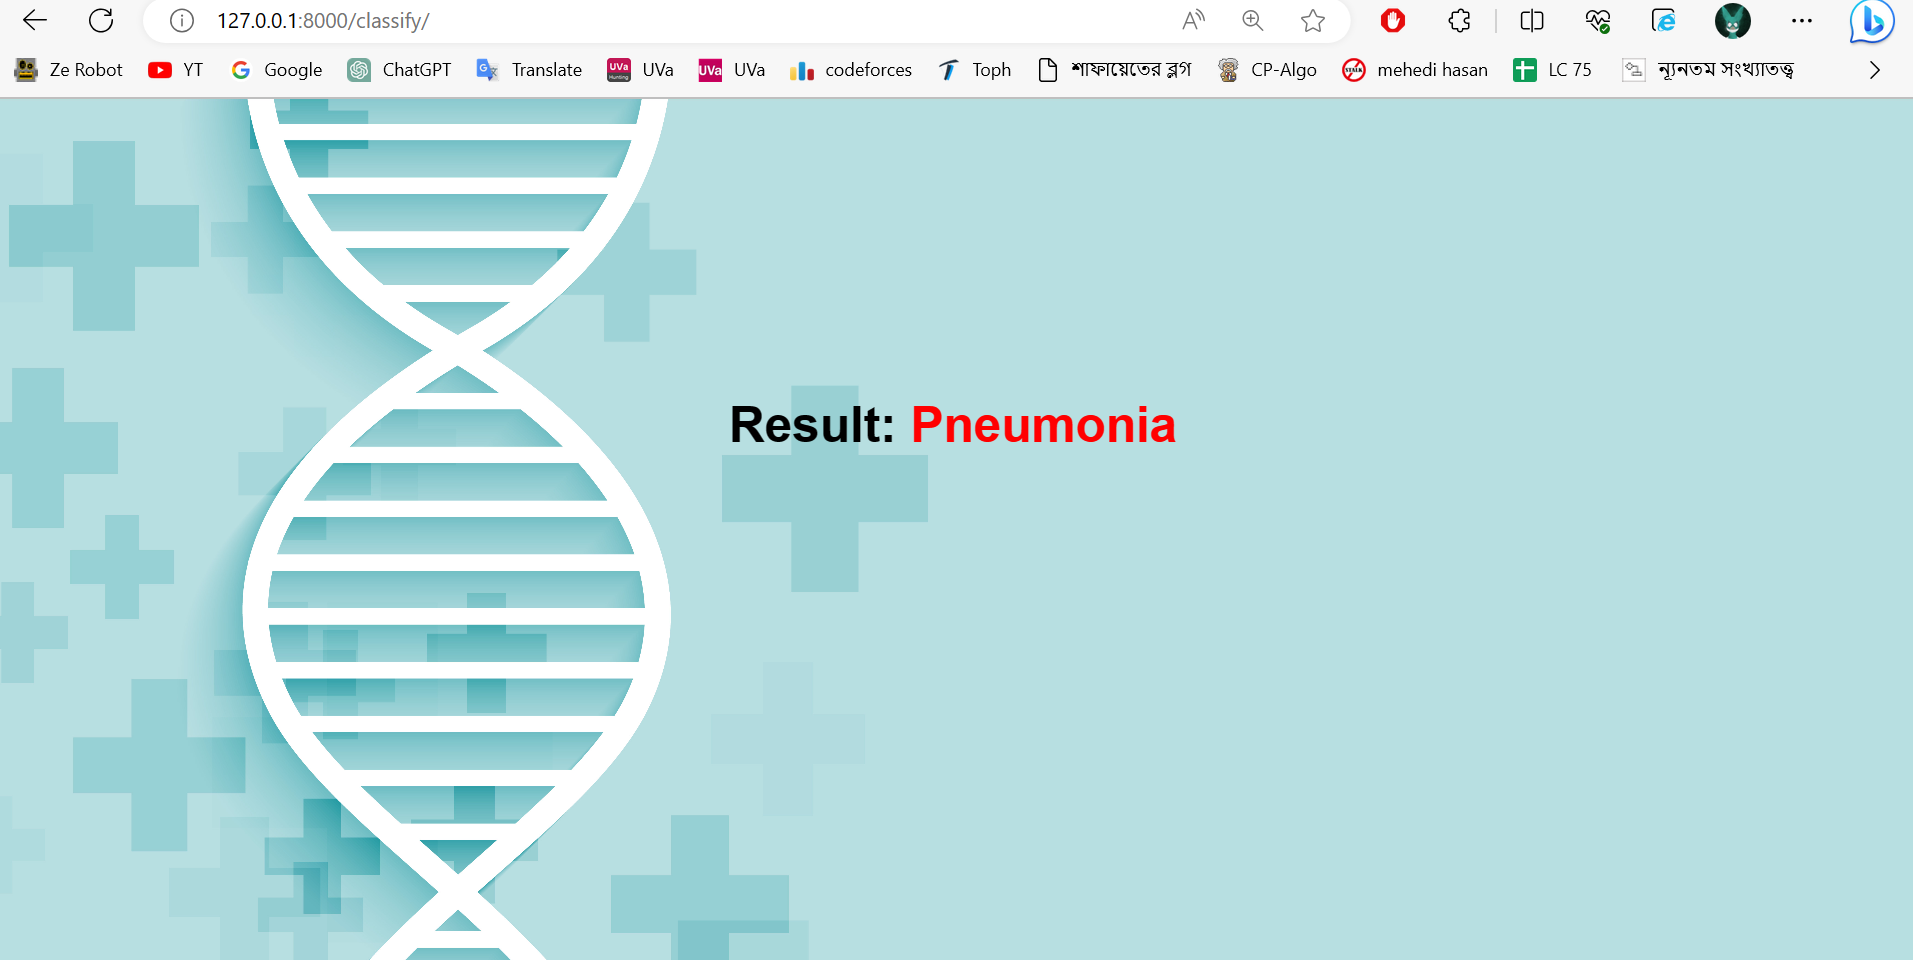 127.0.0.1:8000/classify/
Ze Robot YT Google ChatGPT Translate UVa UVa codeforces Toph শাফায়েতের ব্লগ CP-Algo mehedi hasan LC 75 ন্যূনতম সংখ্যাতত্ত্ব
Result: Pneumonia